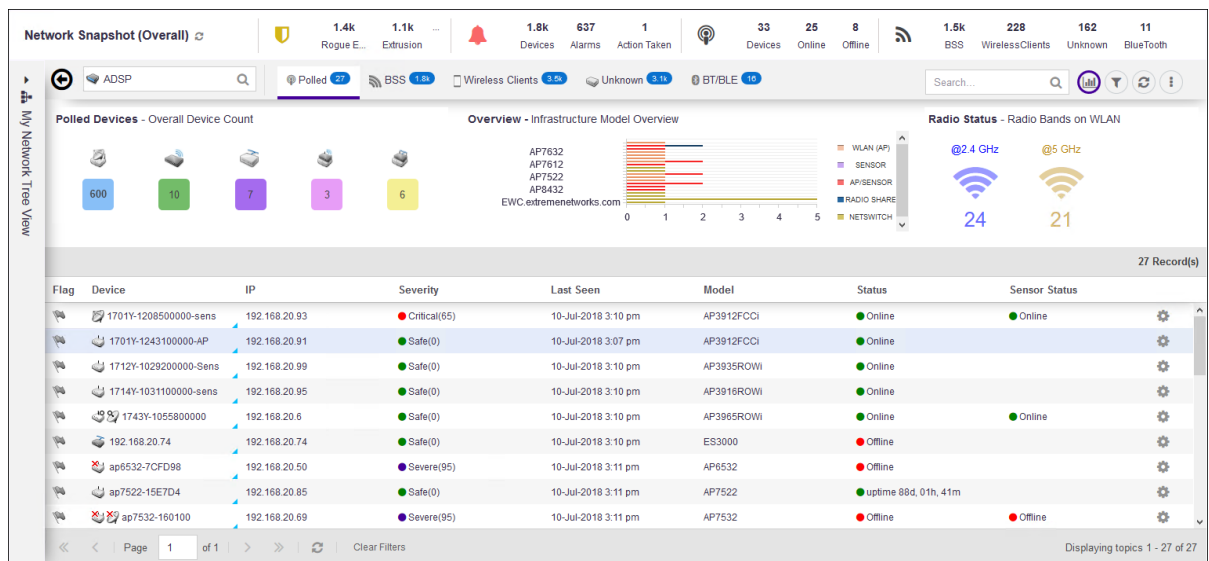 Network Snapshot (Overall)
1.4k 1.1k ... 1.8k 637 1 33 25 8 1.5k 228 162 11
Rogue E... Extrusion Devices Alarms Action Taken Devices Online Offline BSS WirelessClients Unknown BlueTooth
My Network Tree View
ADSP Polled 27 BSS 1.8k Wireless Clients 3.5k Unknown 3.1k BT/BLE 16 Search...
Polled Devices - Overall Device Count
600 10 7 3 6
Overview - Infrastructure Model Overview
AP7632
AP7612
AP7522
AP8432
EWC.extremenetworks.com
0 1 2 3 4 5
WLAN (AP)
SENSOR
AP/SENSOR
RADIO SHARE
NETSWITCH
Radio Status - Radio Bands on WLAN
@2.4 GHz @5 GHz
24 21
27 Record(s)
Flag Device IP Severity Last Seen Model Status Sensor Status
1701Y-1208500000-sens 192.168.20.93 Critical(65) 10-Jul-2018 3:10 pm AP3912FCCi Online Online
1701Y-1243100000-AP 192.168.20.91 Safe(0) 10-Jul-2018 3:07 pm AP3912FCCi Online
1712Y-1029200000-Sens 192.168.20.99 Safe(0) 10-Jul-2018 3:10 pm AP3935ROWi Online
1714Y-1031100000-sens 192.168.20.95 Safe(0) 10-Jul-2018 3:10 pm AP3916ROWi Online
1743Y-1055800000 192.168.20.6 Safe(0) 10-Jul-2018 3:10 pm AP3965ROWi Online Online
192.168.20.74 192.168.20.74 Safe(0) 10-Jul-2018 3:10 pm ES3000 Offline
ap6532-7CFD98 192.168.20.50 Severe(95) 10-Jul-2018 3:11 pm AP6532 Offline
ap7522-15E7D4 192.168.20.85 Safe(0) 10-Jul-2018 3:11 pm AP7522 uptime 88d, 01h, 41m
ap7532-160100 192.168.20.69 Severe(95) 10-Jul-2018 3:11 pm AP7532 Offline Offline
Page 1 of 1 Clear Filters Displaying topics 1 - 27 of 27